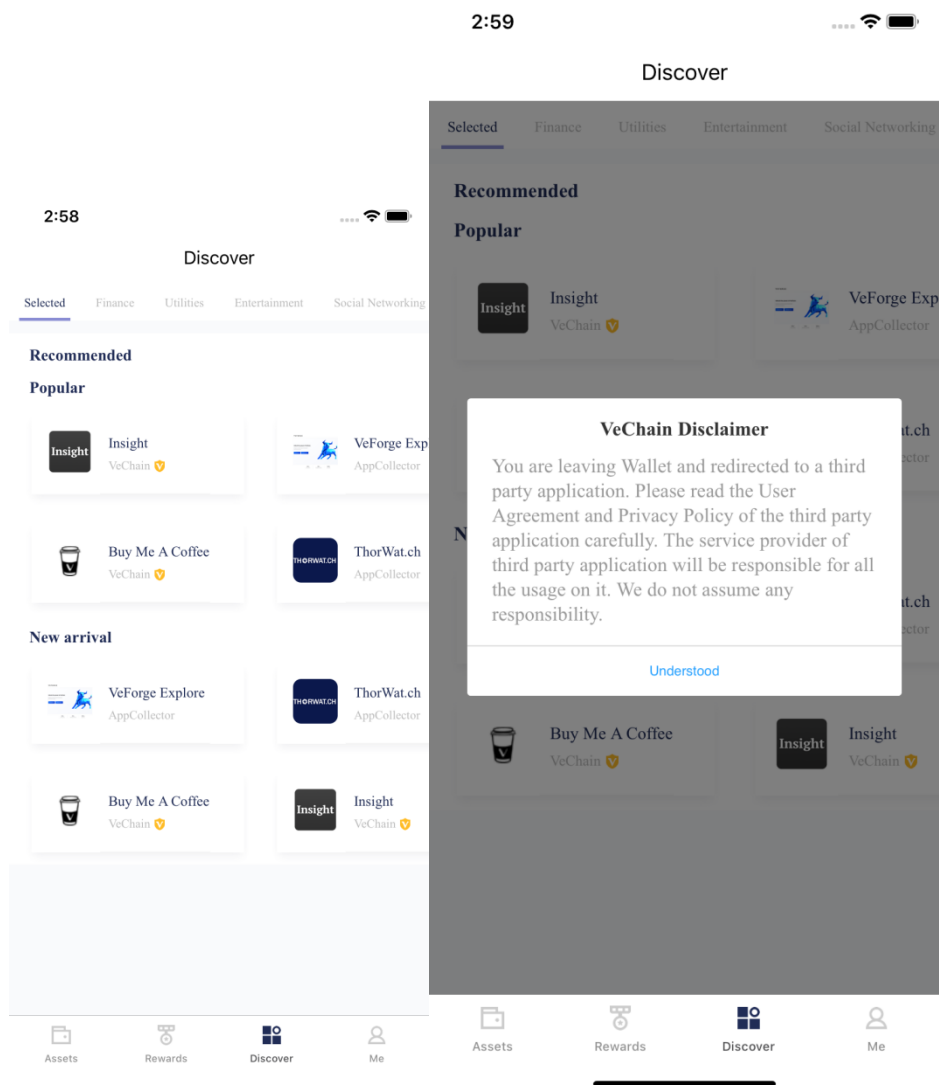 2:58
Discover
Selected Finance Utilities Entertainment Social Networking
Recommended
Popular
Insight Insight VeForge Exp
VeChain AppCollector
Buy Me A Coffee THORWAT.CH ThorWat.ch
VeChain AppCollector
New arrival
VeForge Explore THORWAT.CH ThorWat.ch
AppCollector AppCollector
Buy Me A Coffee Insight Insight
VeChain VeChain
Assets Rewards Discover Me
2:59
Discover
Selected Finance Utilities Entertainment Social Networking
Recommended
Popular
Insight Insight VeForge Exp
VeChain AppCollector
at.ch
ector
VeChain Disclaimer
You are leaving Wallet and redirected to a third
party application. Please read the User
Agreement and Privacy Policy of the third party
application carefully. The service provider of
third party application will be responsible for all
the usage on it. We do not assume any
responsibility.
Understood
N
at.ch
ector
Buy Me A Coffee Insight Insight
VeChain VeChain
Assets Rewards Discover Me